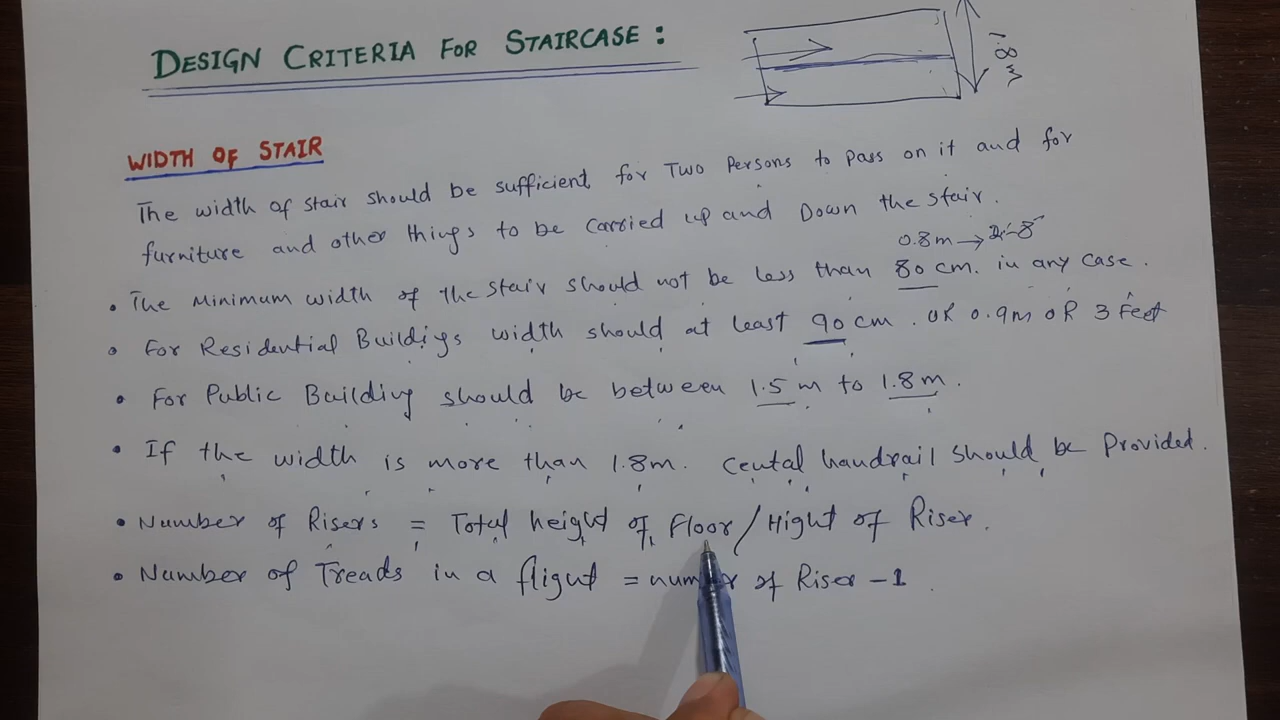 DESIGN CRITERIA FOR STAIRCASE :
1.8m
WIDTH OF STAIR
The width of stair should be sufficient for Two Persons to pass on it and for
furniture and other things to be carried up and Down the stair.
0.8m → 2'-8"
• The Minimum width of the stair should not be less than 80 cm. in any case.
• For Residential Buildigs width should at least 90 cm. OR 0.9m OR 3 Feet
• For Public Building should be between 1.5m to 1.8m.
• If the width is more than 1.8m. Cental handrail should be Provided.
• Number of Risers = Total height of Floor/Hight of Riser.
• Number of Treads in a flight = number of Riser -1